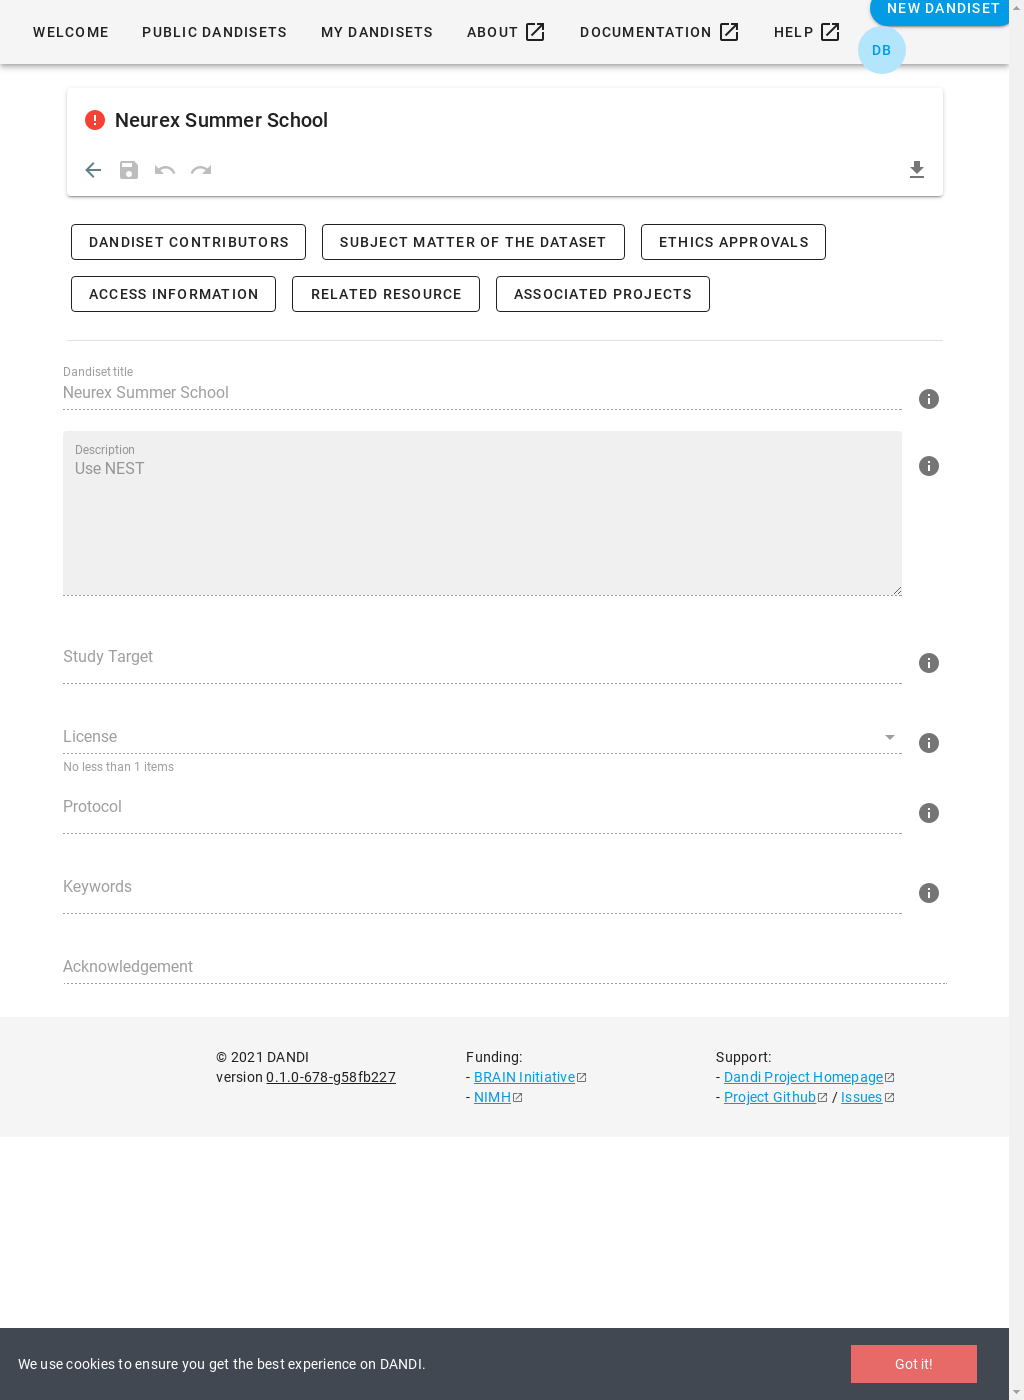 NEW DANDISET
WELCOME PUBLIC DANDISETS MY DANDISETS ABOUT DOCUMENTATION HELP
DB
Neurex Summer School
DANDISET CONTRIBUTORS SUBJECT MATTER OF THE DATASET ETHICS APPROVALS
ACCESS INFORMATION RELATED RESOURCE ASSOCIATED PROJECTS
Dandiset title
Neurex Summer School
Description
Use NEST
Study Target
License
No less than 1 items
Protocol
Keywords
Acknowledgement
© 2021 DANDI
version 0.1.0-678-g58fb227
Funding:
- BRAIN Initiative
- NIMH
Support:
- Dandi Project Homepage
- Project Github / Issues
We use cookies to ensure you get the best experience on DANDI.
Got it!